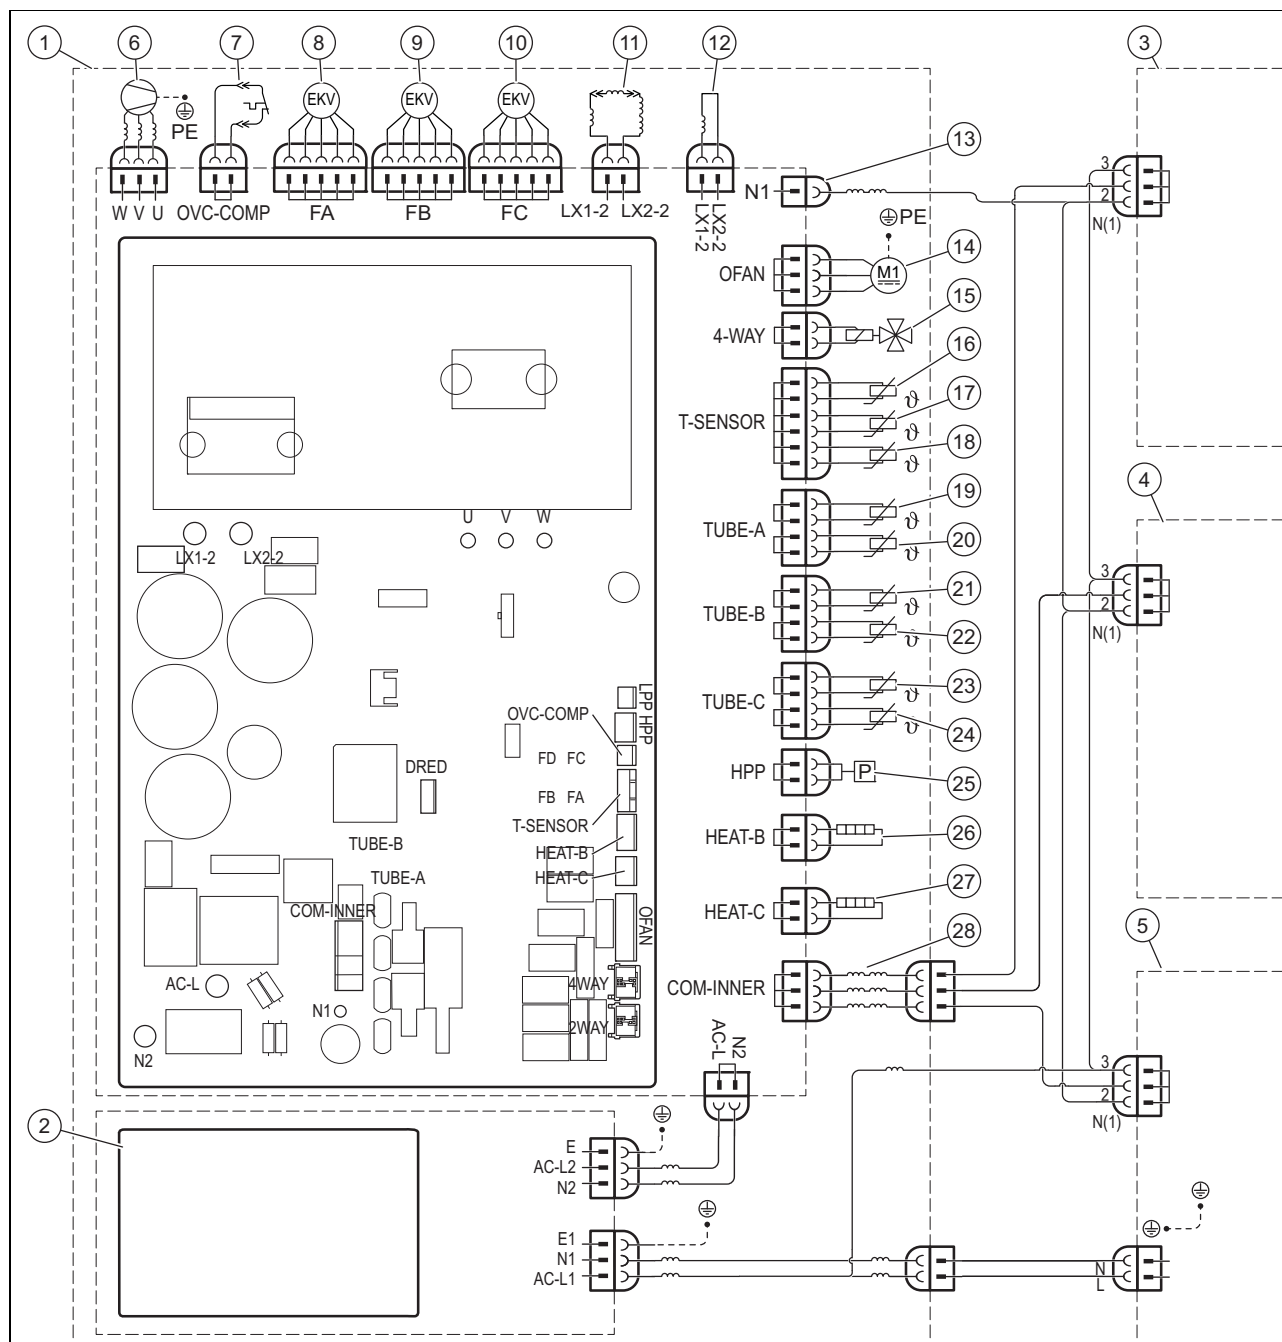 1 6 7 8 9 10 11 12 3
EKV EKV EKV
PE
W V U OVC-COMP FA FB FC LX1-2 LX2-2
LX1-2 LX2-2
N1 13
3
2
N(1)
PE
OFAN M1 14
4-WAY 15
T-SENSOR 16
ϑ
17
ϑ
18
ϑ
4
TUBE-A 19
ϑ
20
ϑ
U V W
LX1-2 LX2-2
3
2
N(1)
TUBE-B 21
ϑ
22
ϑ
TUBE-C 23
ϑ
24
ϑ
LPP HPP
OVC-COMP
FD FC
DRED
FB FA
HPP P 25
T-SENSOR
TUBE-B
HEAT-B
HEAT-B 26
HEAT-C
TUBE-A
COM-INNER
HEAT-C 27
OFAN
5
28
COM-INNER
AC-L
4WAY
N1
2WAY
N2
AC-L N2
3
2
N(1)
2
E
AC-L2
N2
E1
N1
AC-L1
N
L